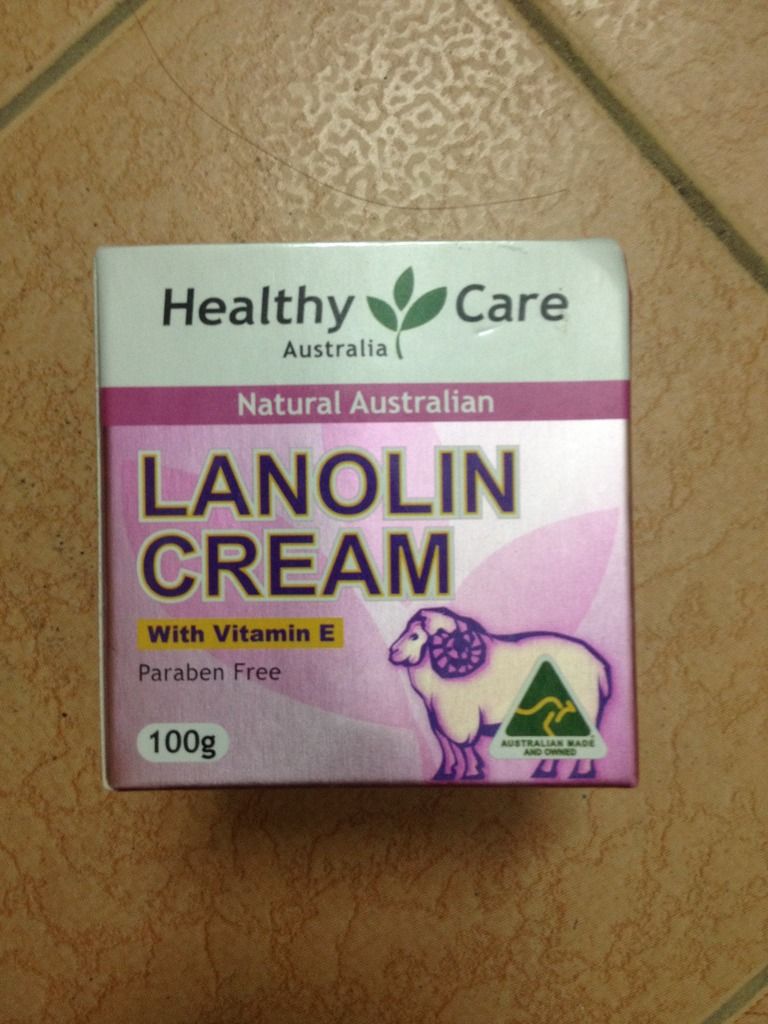 Healthy Care
Australia
Natural Australian
LANOLIN
CREAM
With Vitamin E
Paraben Free
100g
AUSTRALIAN MADE
AND OWNED